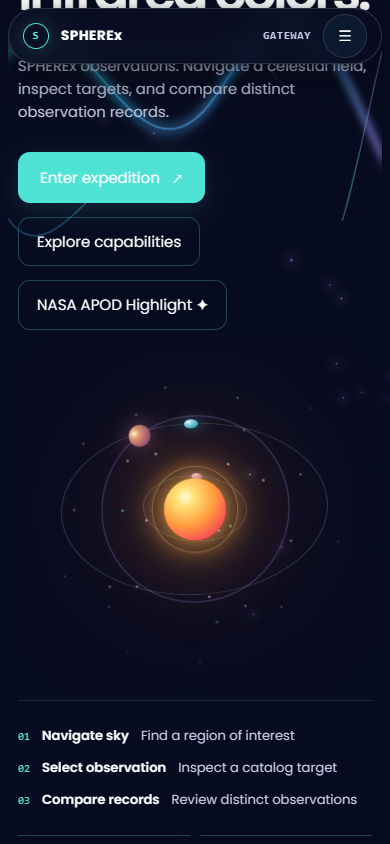 infrared colors.
S SPHEREx GATEWAY ☰
SPHEREx observations. Navigate a celestial field,
inspect targets, and compare distinct
observation records.
Enter expedition ↗
Explore capabilities
NASA APOD Highlight ✦
01 Navigate sky Find a region of interest
02 Select observation Inspect a catalog target
03 Compare records Review distinct observations